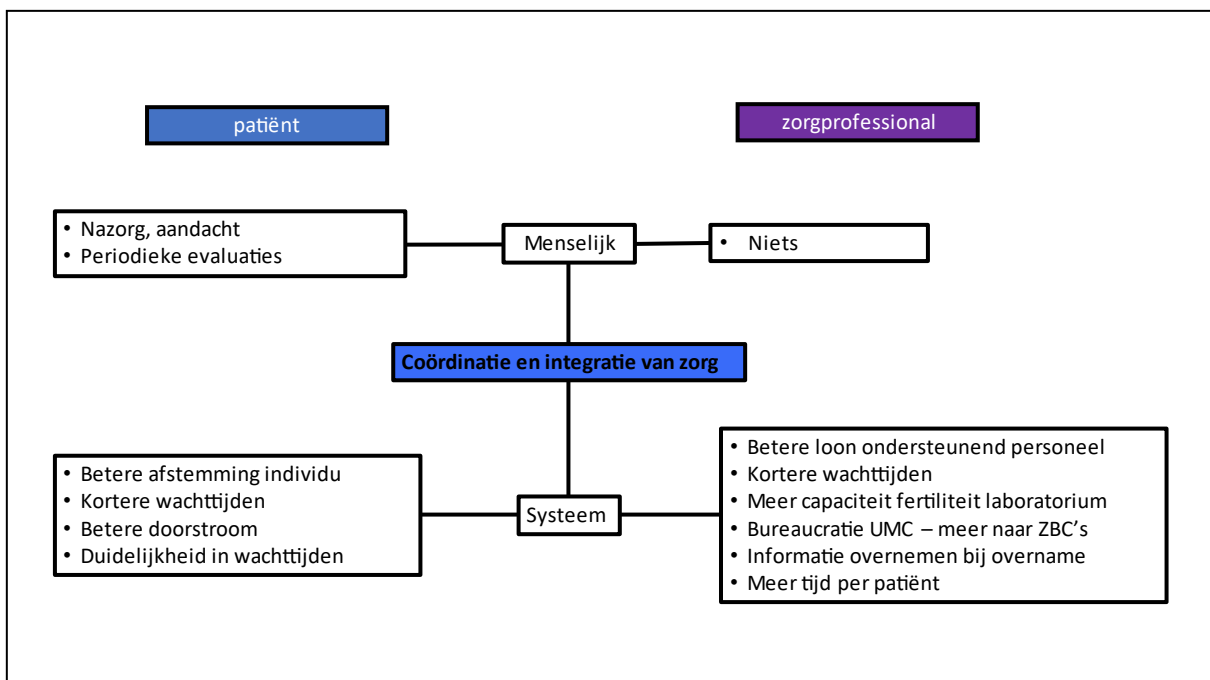 patiënt
zorgprofessional
• Nazorg, aandacht
• Periodieke evaluaties
Menselijk
• Niets
Coördinatie en integratie van zorg
• Betere afstemming individu
• Kortere wachttijden
• Betere doorstroom
• Duidelijkheid in wachttijden
Systeem
• Betere loon ondersteunend personeel
• Kortere wachttijden
• Meer capaciteit fertiliteit laboratorium
• Bureaucratie UMC – meer naar ZBC's
• Informatie overnemen bij overname
• Meer tijd per patiënt